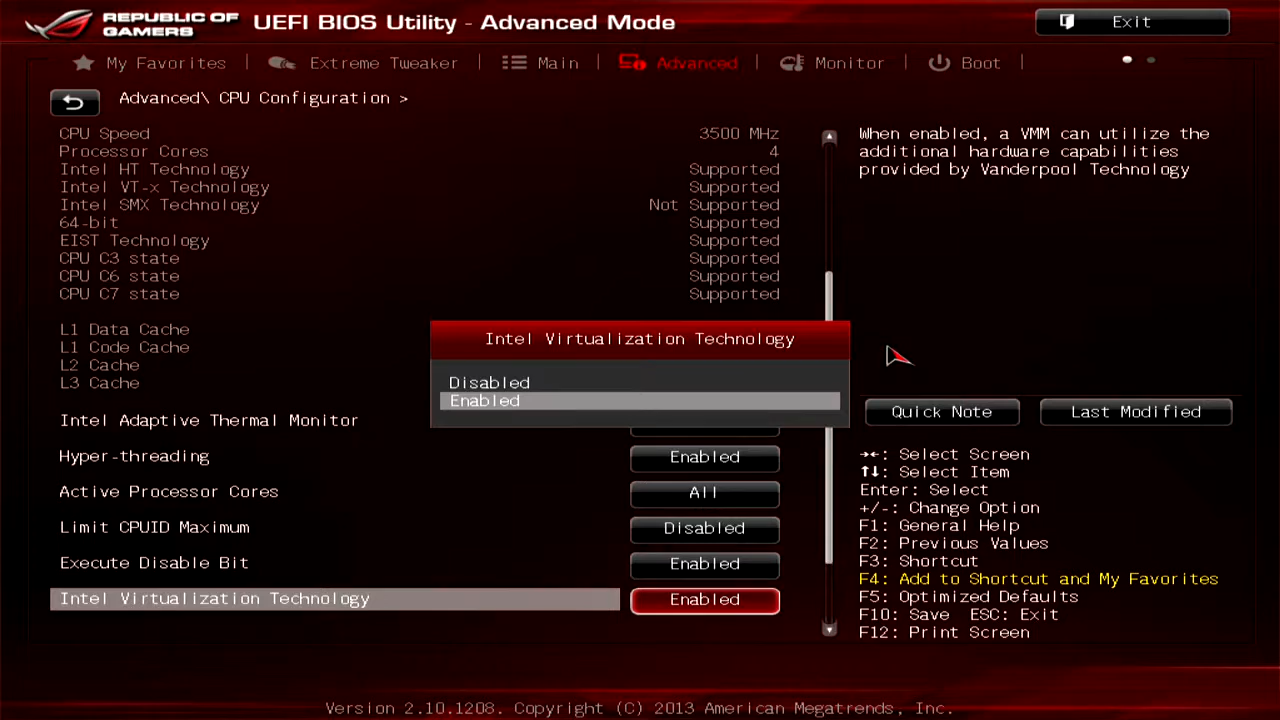 REPUBLIC OF
GAMERS
UEFI BIOS Utility - Advanced Mode
Exit
My Favorites
Extreme Tweaker
Main
Advanced
Monitor
Boot
Advanced\ CPU Configuration >
CPU Speed 3500 MHz
Processor Cores 4
Intel HT Technology Supported
Intel VT-x Technology Supported
Intel SMX Technology Not Supported
64-bit Supported
EIST Technology Supported
CPU C3 state Supported
CPU C6 state Supported
CPU C7 state Supported
L1 Data Cache
L1 Code Cache
L2 Cache
L3 Cache
Intel Adaptive Thermal Monitor
Hyper-threading Enabled
Active Processor Cores All
Limit CPUID Maximum Disabled
Execute Disable Bit Enabled
Intel Virtualization Technology Enabled
Intel Virtualization Technology
Disabled
Enabled
When enabled, a VMM can utilize the
additional hardware capabilities
provided by Vanderpool Technology
Quick Note
Last Modified
→←: Select Screen
↑↓: Select Item
Enter: Select
+/-: Change Option
F1: General Help
F2: Previous Values
F3: Shortcut
F4: Add to Shortcut and My Favorites
F5: Optimized Defaults
F10: Save ESC: Exit
F12: Print Screen
Version 2.10.1208. Copyright (C) 2013 American Megatrends, Inc.